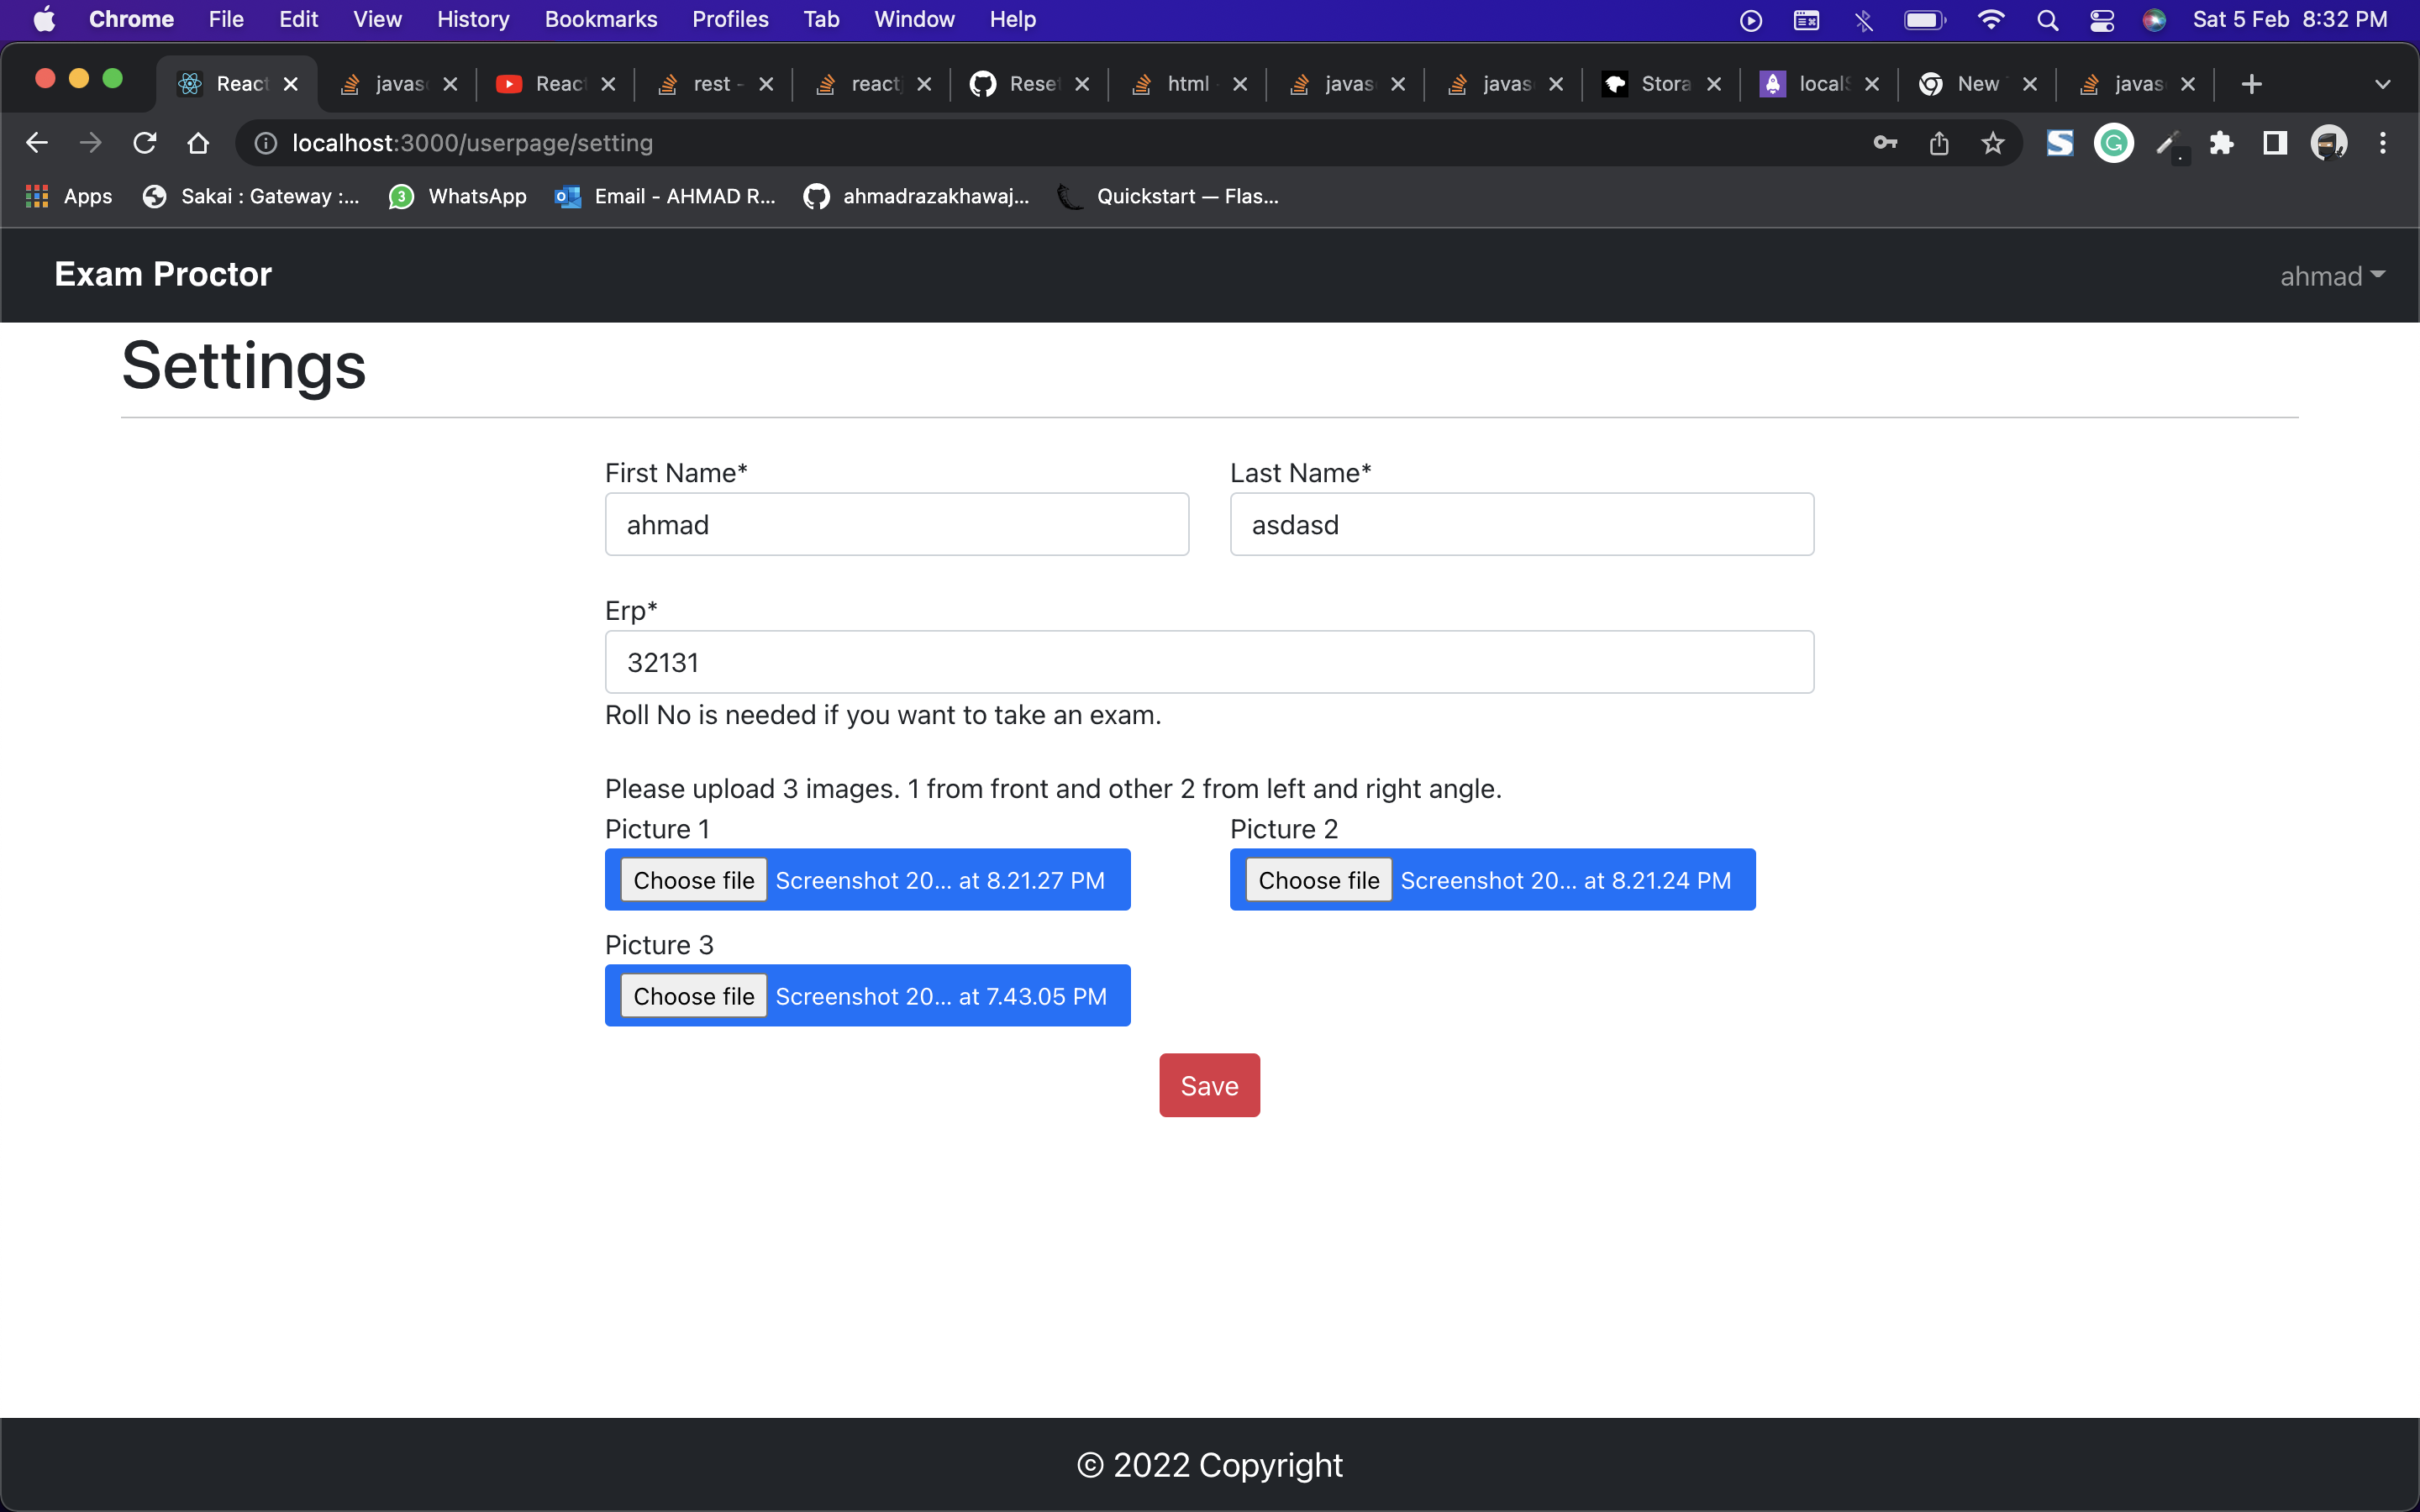 Chrome File Edit View History Bookmarks Profiles Tab Window Help Sat 5 Feb 8:32 PM
React javas Reac rest - react Reset html javas javas Stora local New javas
localhost:3000/userpage/setting
Apps Sakai : Gateway :... 3 WhatsApp Email - AHMAD R... ahmadrazakhawaj... Quickstart — Flas...
Exam Proctor ahmad
Settings
First Name* Last Name*
ahmad asdasd
Erp*
32131
Roll No is needed if you want to take an exam.
Please upload 3 images. 1 from front and other 2 from left and right angle.
Picture 1 Picture 2
Choose file Screenshot 20... at 8.21.27 PM Choose file Screenshot 20... at 8.21.24 PM
Picture 3
Choose file Screenshot 20... at 7.43.05 PM
Save
© 2022 Copyright